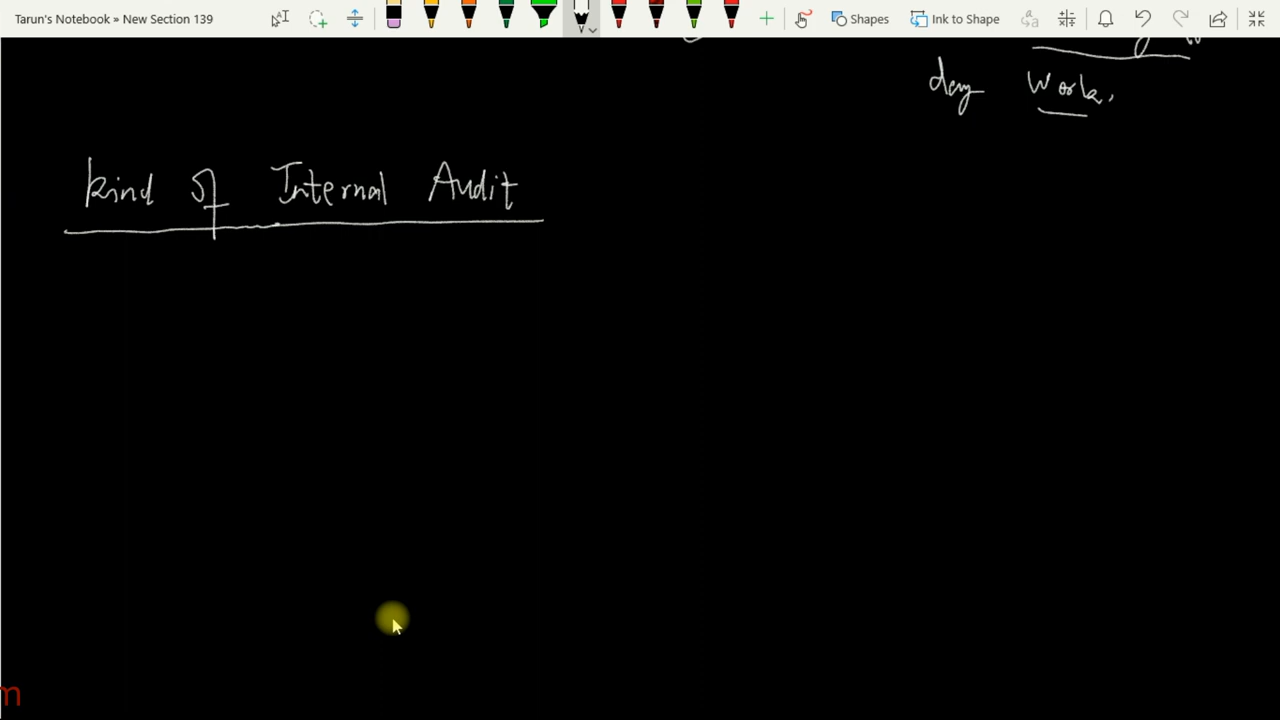 Tarun's Notebook » New Section 139
Shapes
Ink to Shape
day Work.
kind of Internal Audit
m